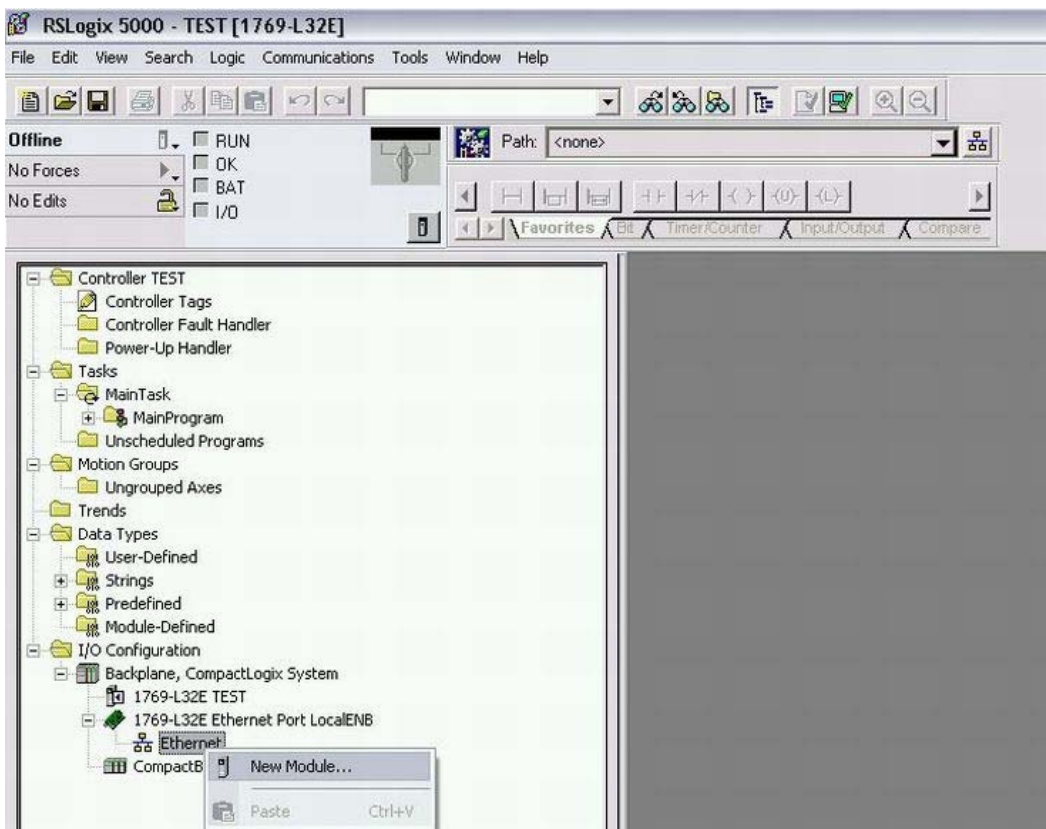 RSLogix 5000 - TEST [1769-L32E]
File Edit View Search Logic Communications Tools Window Help
Offline
RUN
No Forces
OK
No Edits
BAT
I/O
Path: <none>
Favorites Bit Timer/Counter Input/Output Compare
Controller TEST
Controller Tags
Controller Fault Handler
Power-Up Handler
Tasks
MainTask
MainProgram
Unscheduled Programs
Motion Groups
Ungrouped Axes
Trends
Data Types
User-Defined
Strings
Predefined
Module-Defined
I/O Configuration
Backplane, CompactLogix System
1769-L32E TEST
1769-L32E Ethernet Port LocalENB
Ethernet
CompactB
New Module...
Paste Ctrl+V